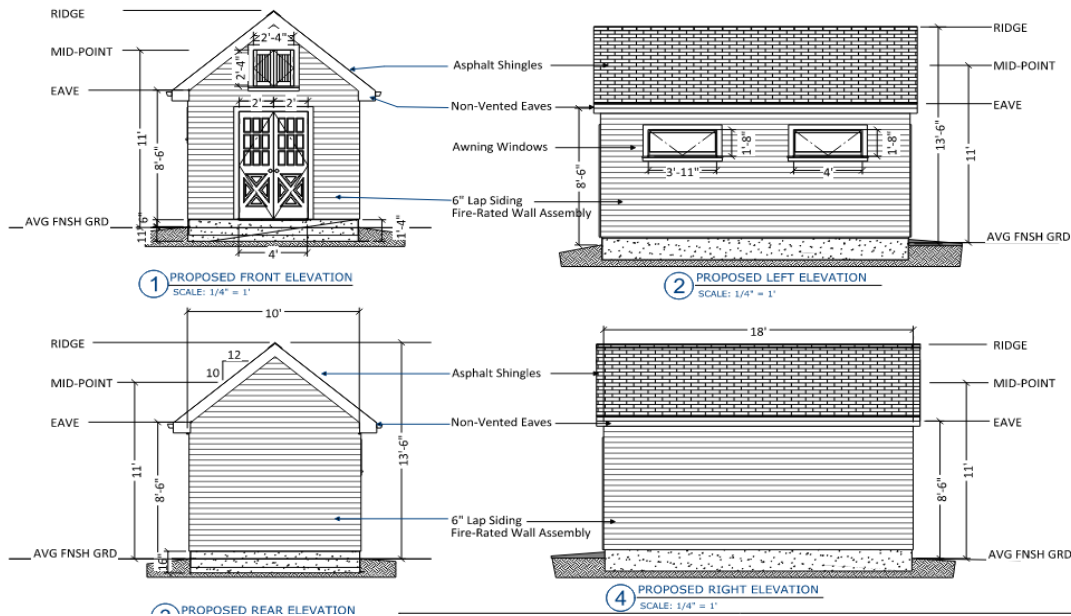 RIDGE
MID-POINT
EAVE
AVG FNSH GRD
2'-4"
2'-4"
2'
2'
11'
8'-6"
1'-4"
4'
1 PROPOSED FRONT ELEVATION
SCALE: 1/4" = 1'
Asphalt Shingles
Non-Vented Eaves
Awning Windows
6" Lap Siding
Fire-Rated Wall Assembly
8'-6"
3'-11"
1'-8"
4'
1'-8"
13'-6"
11'
RIDGE
MID-POINT
EAVE
AVG FNSH GRD
2 PROPOSED LEFT ELEVATION
SCALE: 1/4" = 1'
10'
RIDGE
MID-POINT
EAVE
AVG FNSH GRD
12
10
11'
8'-6"
16"
13'-6"
PROPOSED REAR ELEVATION
Asphalt Shingles
Non-Vented Eaves
6" Lap Siding
Fire-Rated Wall Assembly
18'
8'-6"
11'
RIDGE
MID-POINT
EAVE
AVG FNSH GRD
4 PROPOSED RIGHT ELEVATION
SCALE: 1/4" = 1'